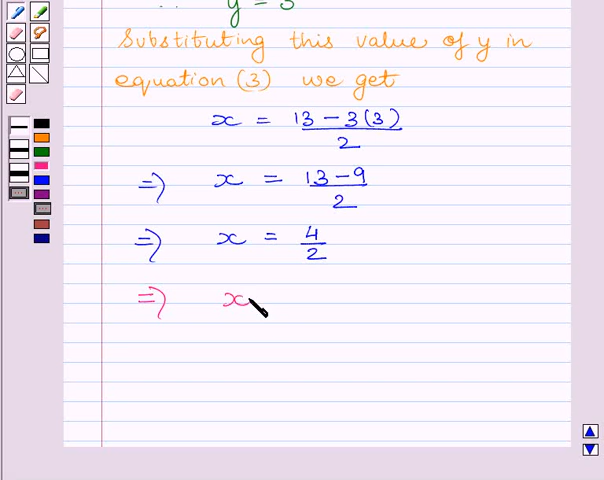 y = 3
Substituting this value of y in
equation (3) we get
x = 13 - 3(3) / 2
=> x = 13 - 9 / 2
=> x = 4 / 2
=> x